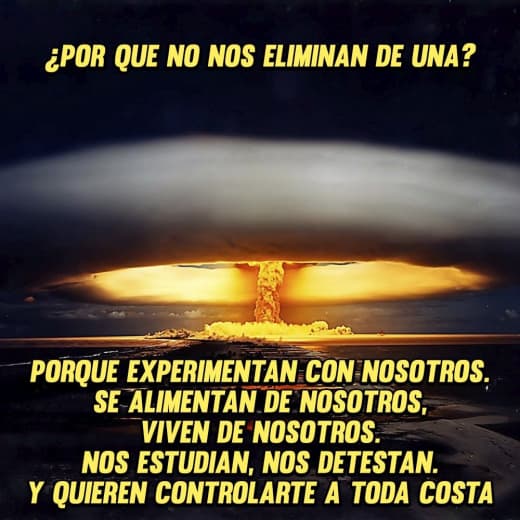 ¿POR QUE NO NOS ELIMINAN DE UNA?
PORQUE EXPERIMENTAN CON NOSOTROS.
SE ALIMENTAN DE NOSOTROS,
VIVEN DE NOSOTROS.
NOS ESTUDIAN, NOS DETESTAN.
Y QUIEREN CONTROLARTE A TODA COSTA